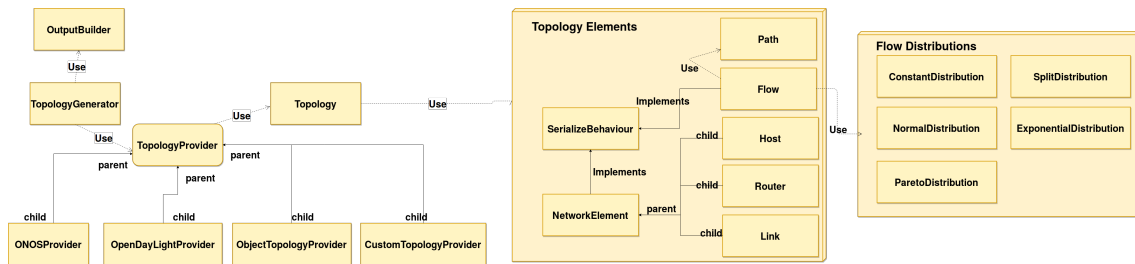 OutputBuilder
Use
TopologyGenerator
Use
TopologyProvider
Use
Topology
Use
parent
parent
parent
child
child
child
child
ONOSProvider
OpenDayLightProvider
ObjectTopologyProvider
CustomTopologyProvider
Topology Elements
Path
Use
Flow
Implements
SerializeBehaviour
Implements
NetworkElement
parent
child
Host
child
Router
child
Link
Use
Flow Distributions
ConstantDistribution
SplitDistribution
NormalDistribution
ExponentialDistribution
ParetoDistribution